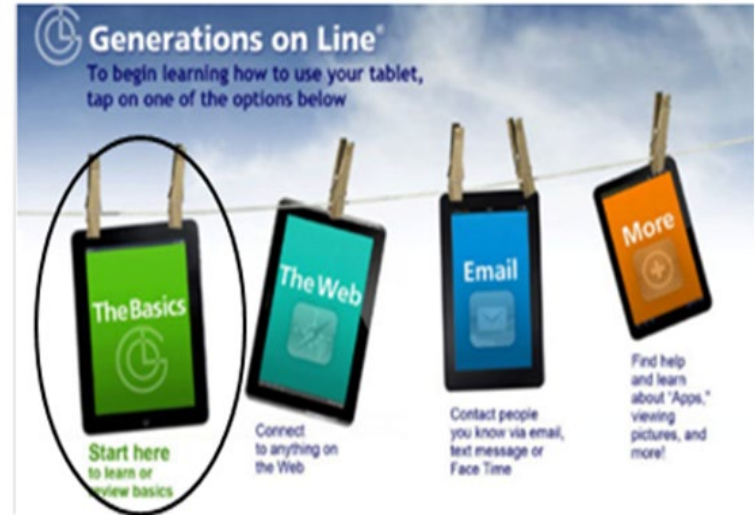 Generations on Line®
To begin learning how to use your tablet,
tap on one of the options below
The Basics
Start here
to learn or
review basics
The Web
Connect
to anything on
the Web
Email
Contact people
you know via email,
text message or
Face Time
More
Find help
and learn
about "Apps,"
viewing
pictures, and
more!